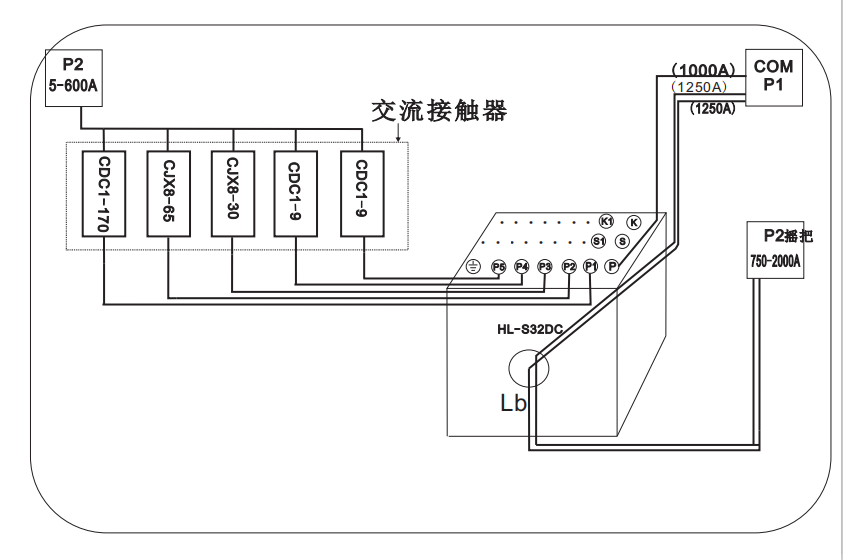 P2
5-600A
交流接触器
(1000A)
(1250A)
(1250A)
COM
P1
CDC1-170
CJX8-65
CJX8-30
CDC1-9
CDC1-9
K1 K
S1 S
P5 P4 P3 P2 P1 P
P2摇把
750-2000A
HL-S32DC
Lb